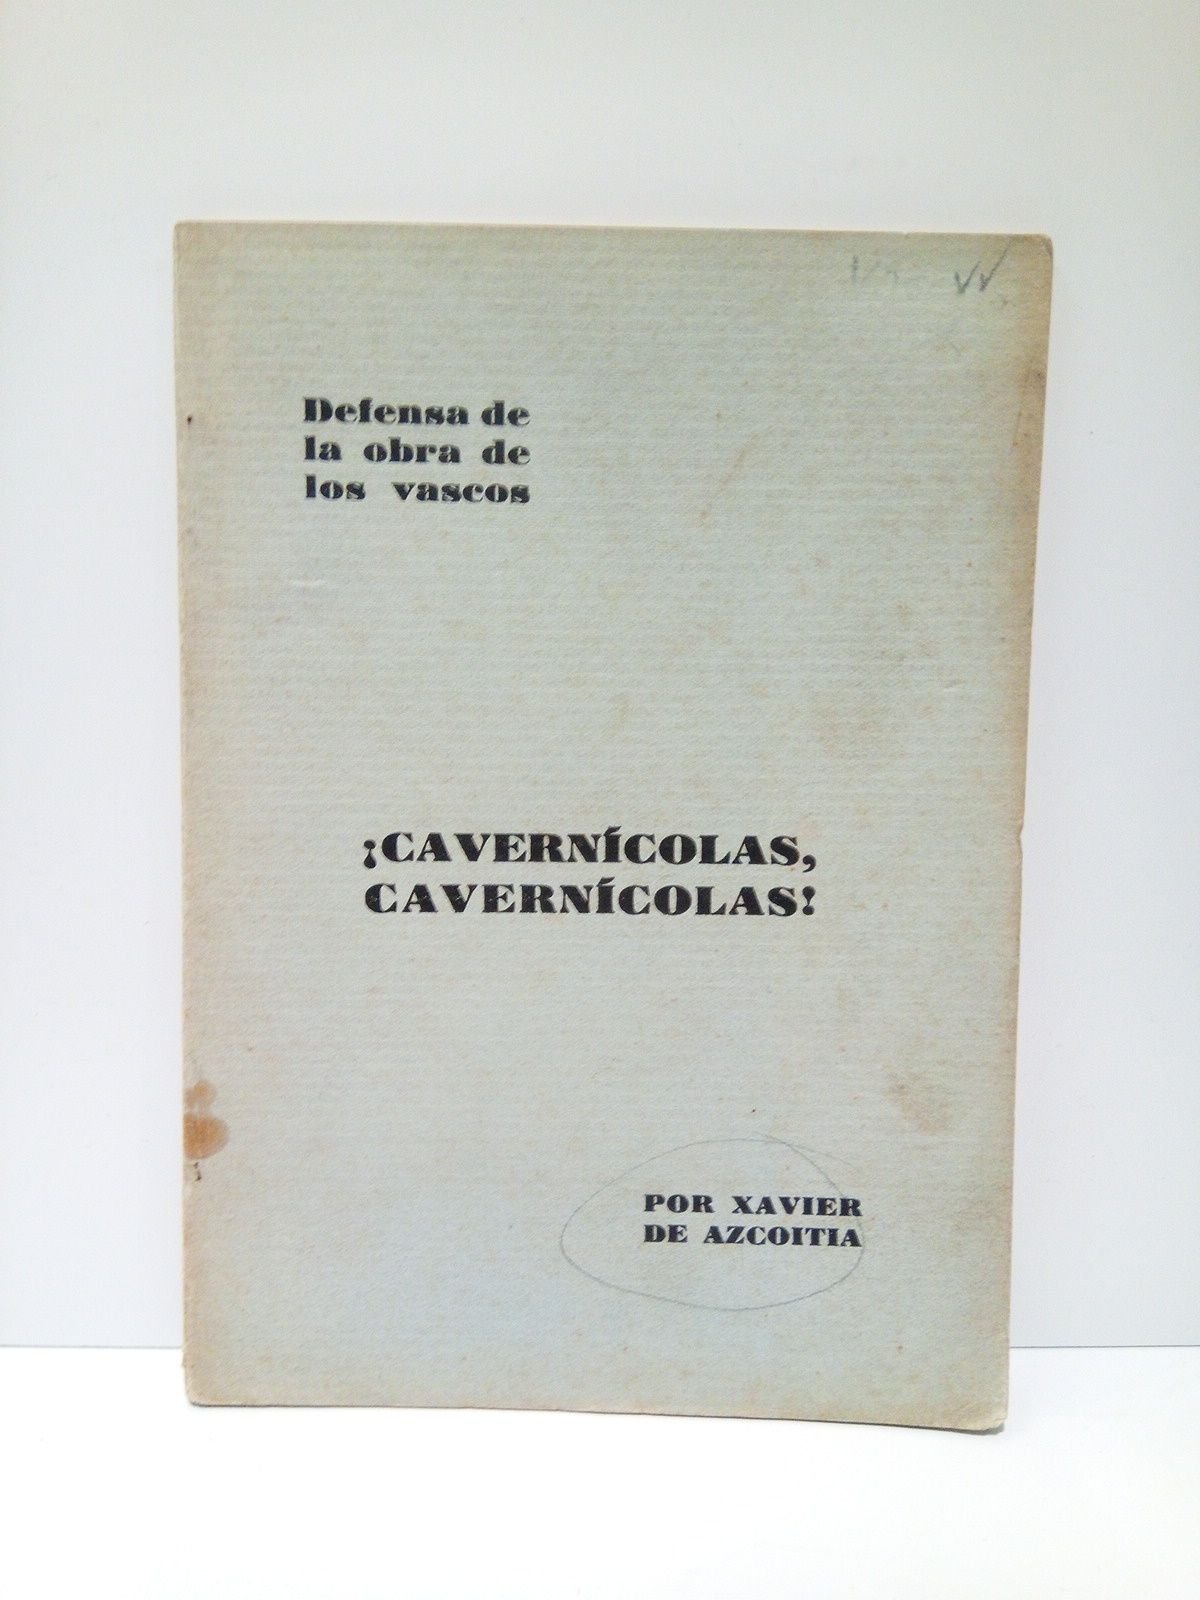 Defensa de
la obra de
los vascos
¡CAVERNÍCOLAS,
CAVERNÍCOLAS!
POR XAVIER
DE AZCOITIA